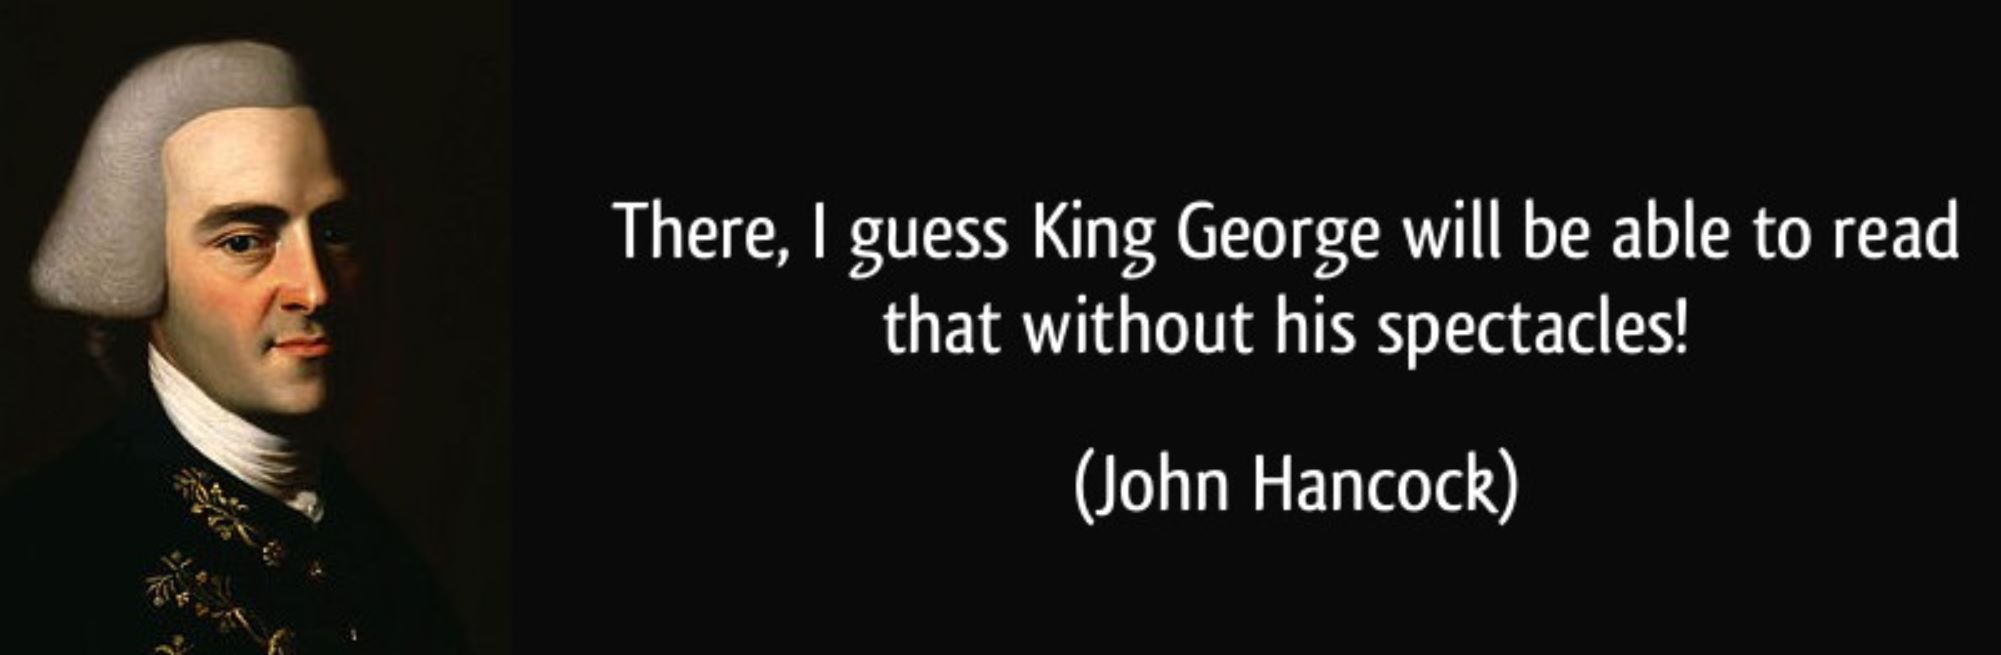 There, I guess King George will be able to read
that without his spectacles!
(John Hancock)